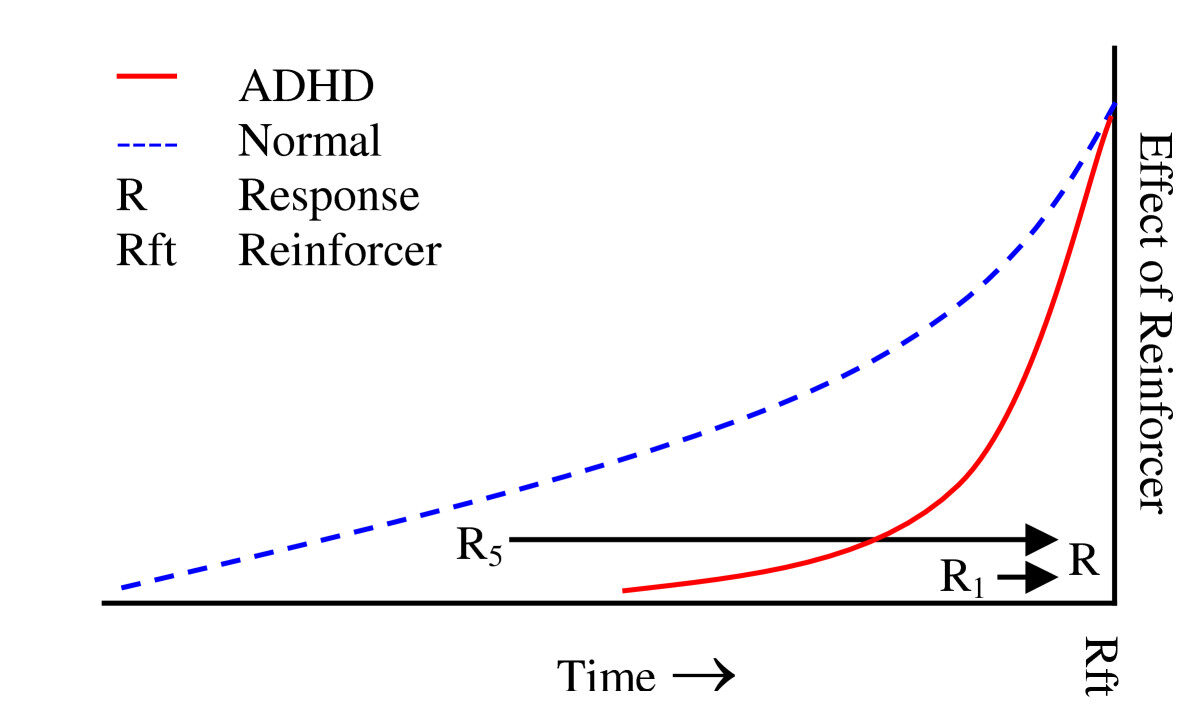 ADHD
Normal
R Response
Rft Reinforcer
Effect of Reinforcer
R5
R
R1
Time →
Rft